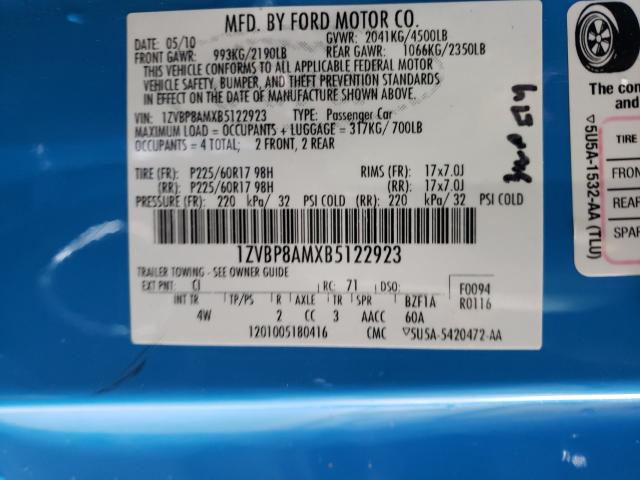 MFD. BY FORD MOTOR CO.
DATE: 05/10 GVWR: 2041KG/4500LB
FRONT GAWR: 993KG/2190LB REAR GAWR: 1066KG/2350LB
THIS VEHICLE CONFORMS TO ALL APPLICABLE FEDERAL MOTOR
VEHICLE SAFETY, BUMPER, AND THEFT PREVENTION STANDARDS
IN EFFECT ON THE DATE OF MANUFACTURE SHOWN ABOVE.
VIN: 1ZVBP8AMXB5122923 TYPE: Passenger Car
MAXIMUM LOAD = OCCUPANTS + LUGGAGE = 317KG/ 700LB
OCCUPANTS = 4 TOTAL; 2 FRONT, 2 REAR
TIRE (FR): P225/60R17 98H RIMS (FR): 17x7.0J
(RR): P225/60R17 98H (RR): 17x7.0J
PRESSURE (FR): 220 kPa/ 32 PSI COLD (RR): 220 kPa/ 32 PSI COLD
1ZVBP8AMXB5122923
TRAILER TOWING - SEE OWNER GUIDE
EXT PNT: CI RC: 71 DSO: F0094
INT TR TP/PS R AXLE TR SPR BZF1A R0116
4W 2 CC 3 AACC 60A
1201005180416 CMC ▽5U5A-5420472-AA
▽5U5A-1532-AA (TLU)
The con
a
TIRE
FRON
REAR
SPAR